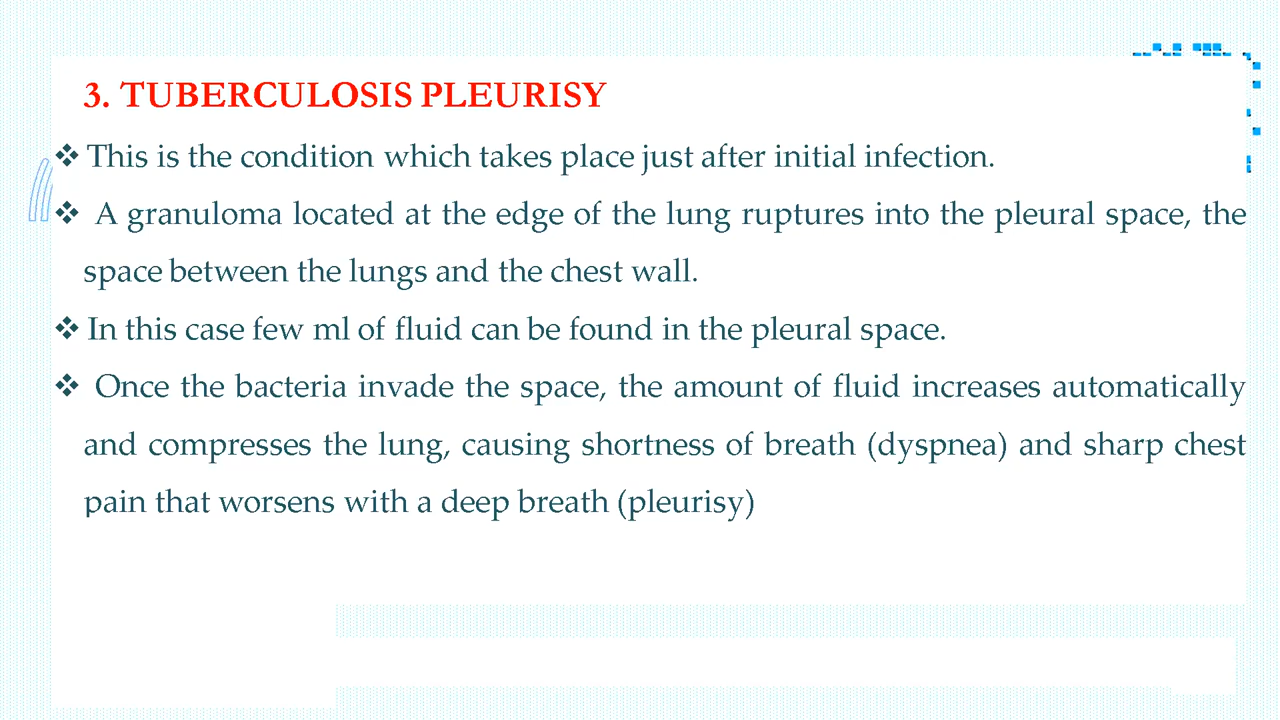 3. TUBERCULOSIS PLEURISY
❖ This is the condition which takes place just after initial infection.
❖ A granuloma located at the edge of the lung ruptures into the pleural space, the
space between the lungs and the chest wall.
❖ In this case few ml of fluid can be found in the pleural space.
❖ Once the bacteria invade the space, the amount of fluid increases automatically
and compresses the lung, causing shortness of breath (dyspnea) and sharp chest
pain that worsens with a deep breath (pleurisy)